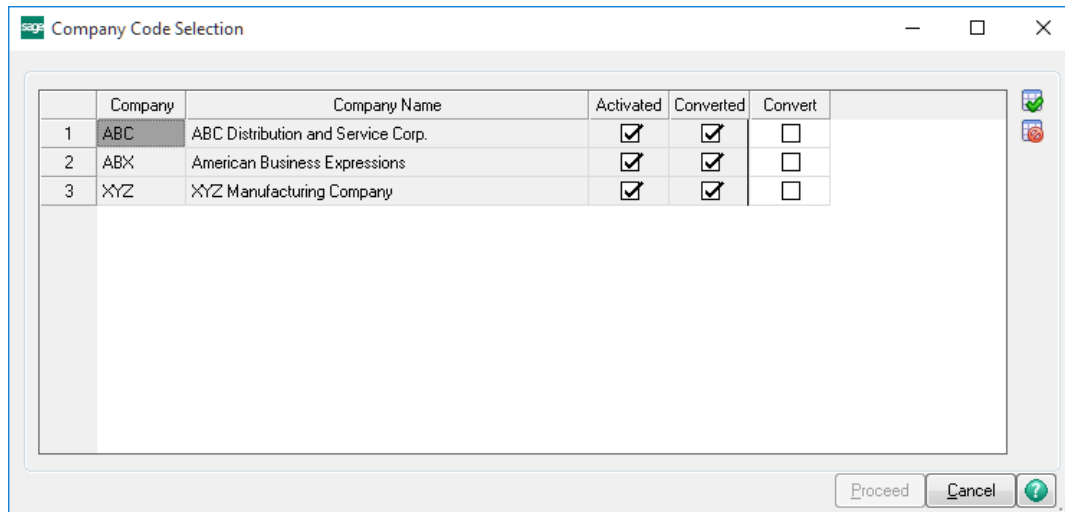 sage Company Code Selection
Company Company Name Activated Converted Convert
1 ABC ABC Distribution and Service Corp.
2 ABX American Business Expressions
3 XYZ XYZ Manufacturing Company
Proceed Cancel ?